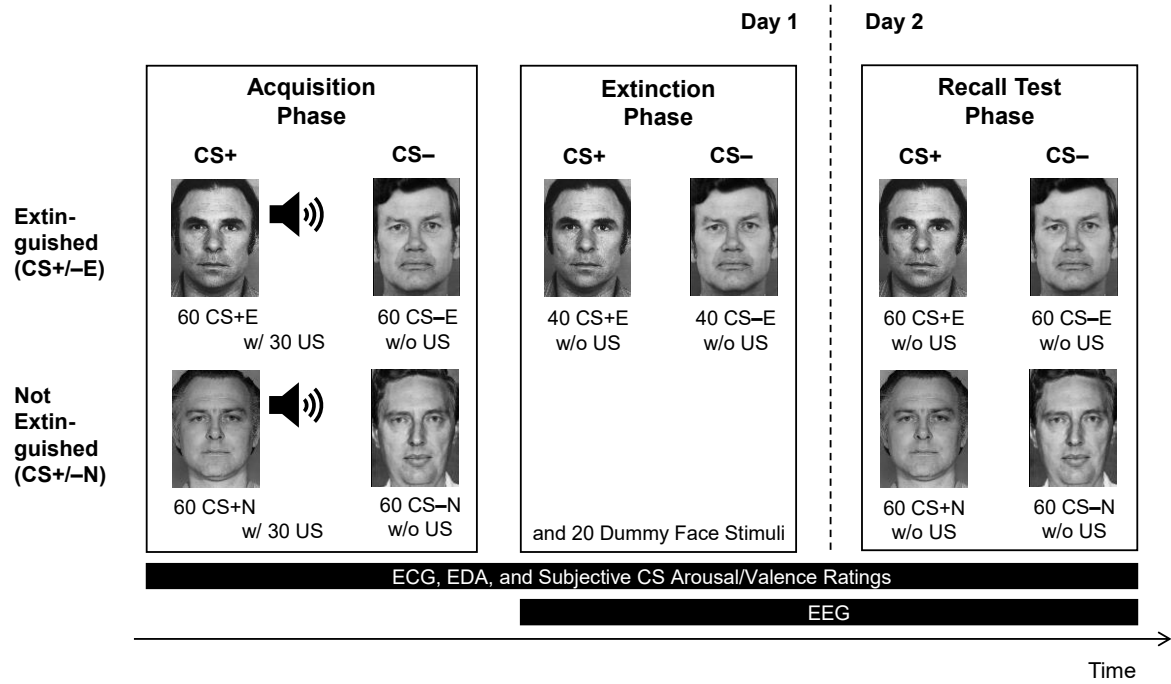 Day 1
Day 2
Acquisition
Phase
CS+
CS–
Extinction
Phase
CS+
CS–
Recall Test
Phase
CS+
CS–
Extin-
guished
(CS+/–E)
60 CS+E
w/ 30 US
60 CS–E
w/o US
40 CS+E
w/o US
40 CS–E
w/o US
60 CS+E
w/o US
60 CS–E
w/o US
Not
Extin-
guished
(CS+/–N)
60 CS+N
w/ 30 US
60 CS–N
w/o US
and 20 Dummy Face Stimuli
60 CS+N
w/o US
60 CS–N
w/o US
ECG, EDA, and Subjective CS Arousal/Valence Ratings
EEG
Time